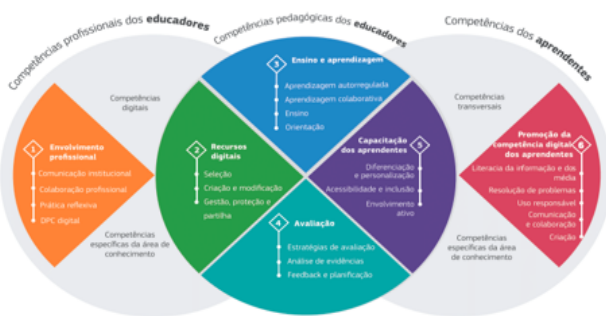 Competências profissionais dos educadores
Competências pedagógicas dos educadores
Competências dos aprendentes
Competências
digitais
Competências
específicas da área de
conhecimento
1
Envolvimento
profissional
Comunicação institucional
Colaboração profissional
Prática reflexiva
DPC digital
2
Recursos
digitais
Seleção
Criação e modificação
Gestão, proteção e
partilha
3
Ensino e aprendizagem
Aprendizagem autorregulada
Aprendizagem colaborativa
Ensino
Orientação
4
Avaliação
Estratégias de avaliação
Análise de evidências
Feedback e planificação
5
Capacitação
dos aprendentes
Diferenciação
e personalização
Acessibilidade e inclusão
Envolvimento
ativo
Competências
transversais
Competências
específicas da área
de conhecimento
6
Promoção da
competência digital
dos aprendentes
Literacia da informação e dos
média
Resolução de problemas
Uso responsável
Comunicação
e colaboração
Criação